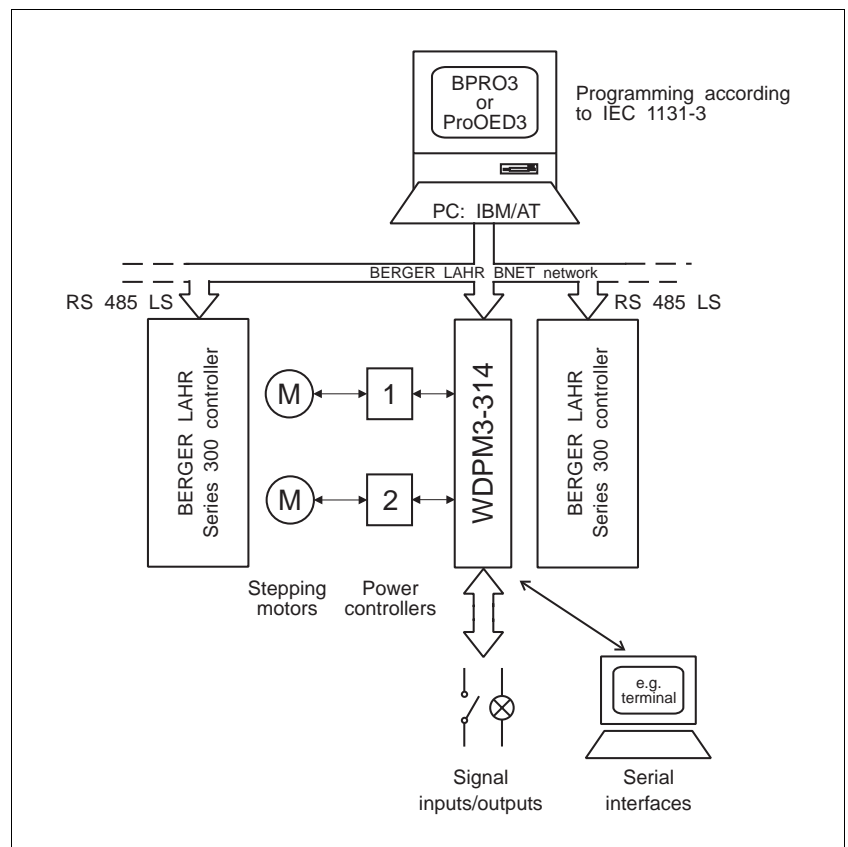 BPRO3
or
ProOED3
Programming according
to IEC 1131-3
PC: IBM/AT
BERGER LAHR BNET network
RS 485 LS
RS 485 LS
BERGER LAHR
Series 300 controller
M
1
M
2
WDPM3-314
BERGER LAHR
Series 300 controller
Stepping
motors
Power
controllers
e.g.
terminal
Signal
inputs/outputs
Serial
interfaces